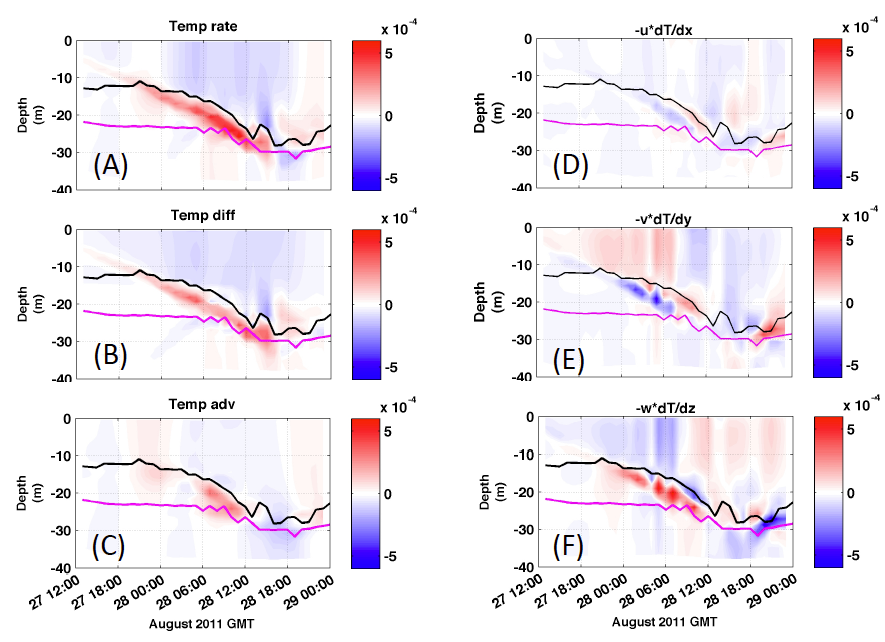 Temp rate
x 10 -4
0
-10
-20
-30
-40
Depth
(m)
(A)
5
0
-5
Temp diff
x 10 -4
0
-10
-20
-30
-40
Depth
(m)
(B)
5
0
-5
Temp adv
x 10 -4
0
-10
-20
-30
-40
Depth
(m)
(C)
5
0
-5
27 12:00
27 18:00
28 00:00
28 06:00
28 12:00
28 18:00
29 00:00
August 2011 GMT
-u*dT/dx
x 10 -4
0
-10
-20
-30
-40
Depth
(m)
(D)
5
0
-5
-v*dT/dy
x 10 -4
0
-10
-20
-30
-40
Depth
(m)
(E)
5
0
-5
-w*dT/dz
x 10 -4
0
-10
-20
-30
-40
Depth
(m)
(F)
5
0
-5
27 12:00
27 18:00
28 00:00
28 06:00
28 12:00
28 18:00
29 00:00
August 2011 GMT